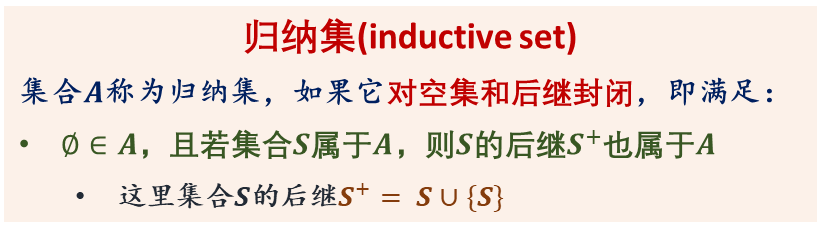 归纳集(inductive set)
集合A称为归纳集，如果它对空集和后继封闭，即满足：
• ∅ ∈ A，且若集合S属于A，则S的后继S⁺也属于A
• 这里集合S的后继S⁺ = S ∪ {S}